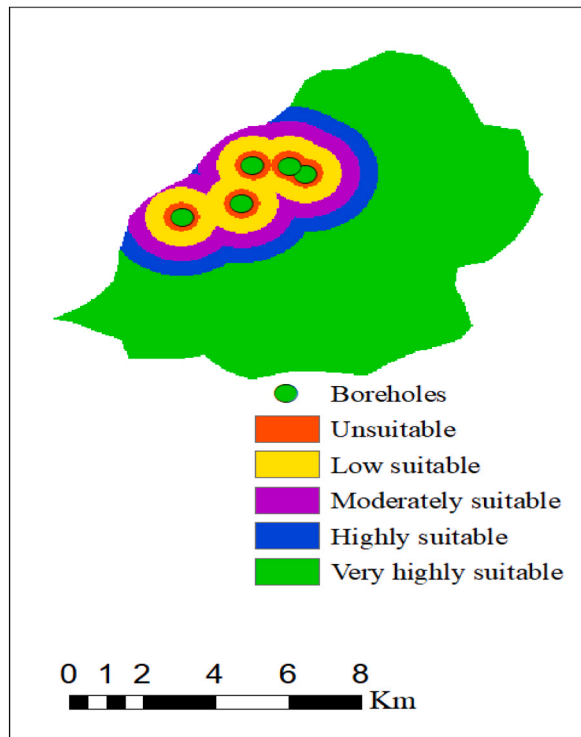 Boreholes
Unsuitable
Low suitable
Moderately suitable
Highly suitable
Very highly suitable
0 1 2 4 6 8
Km